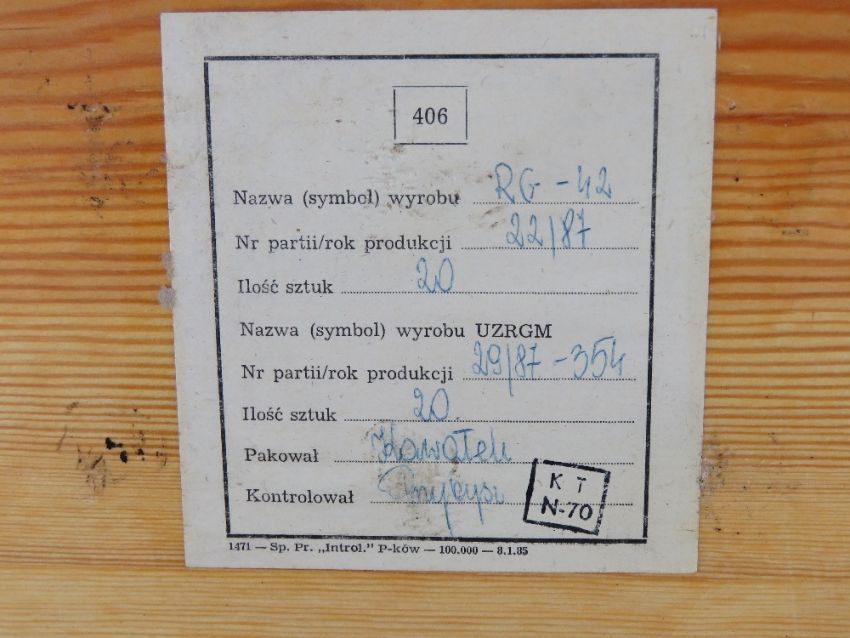 406
Nazwa (symbol) wyrobu RG-42
Nr partii/rok produkcji 22/87
Ilość sztuk 20
Nazwa (symbol) wyrobu UZRGM
Nr partii/rok produkcji 29/87-354
Ilość sztuk 20
Pakował
Kontrolował
K T
N-70
1471 — Sp. Pr. „Introl.” P-ków — 100.000 — 8.1.85